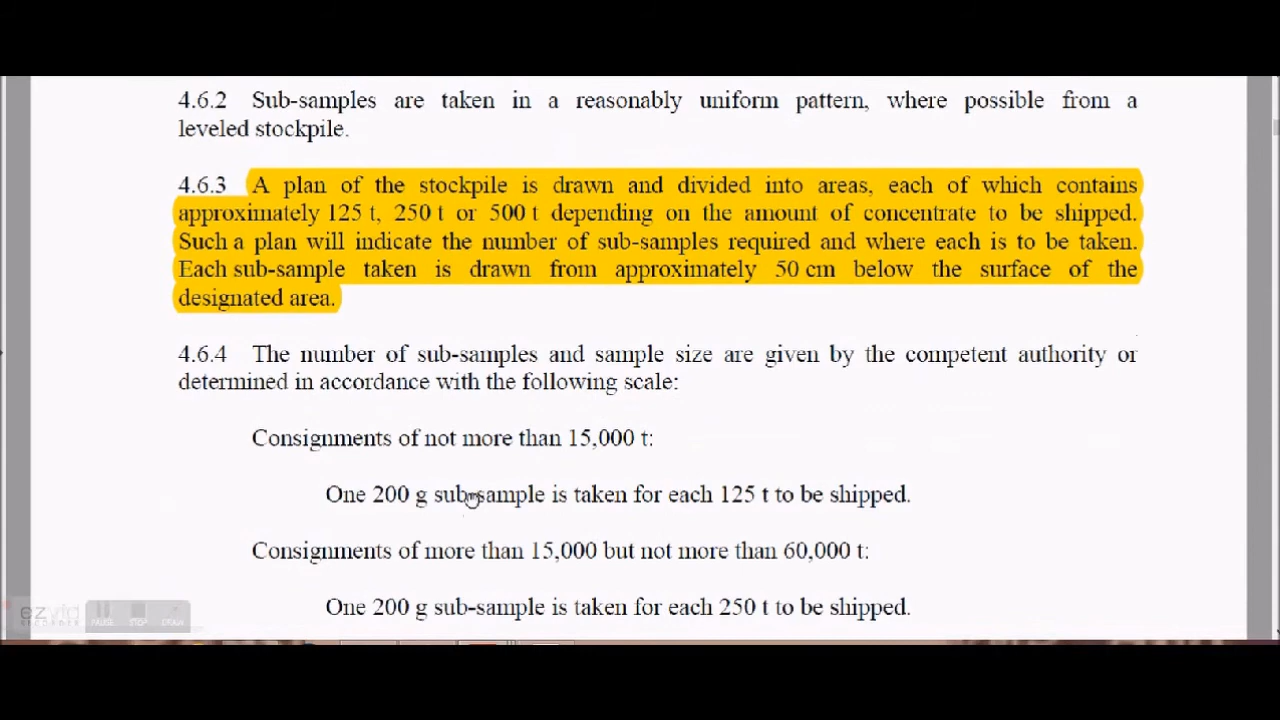 4.6.2 Sub-samples are taken in a reasonably uniform pattern, where possible from a
leveled stockpile.
4.6.3 A plan of the stockpile is drawn and divided into areas, each of which contains
approximately 125 t, 250 t or 500 t depending on the amount of concentrate to be shipped.
Such a plan will indicate the number of sub-samples required and where each is to be taken.
Each sub-sample taken is drawn from approximately 50 cm below the surface of the
designated area.
4.6.4 The number of sub-samples and sample size are given by the competent authority or
determined in accordance with the following scale:
Consignments of not more than 15,000 t:
One 200 g sub-sample is taken for each 125 t to be shipped.
Consignments of more than 15,000 but not more than 60,000 t:
One 200 g sub-sample is taken for each 250 t to be shipped.
ezvid
PAUSE STOP DRAW